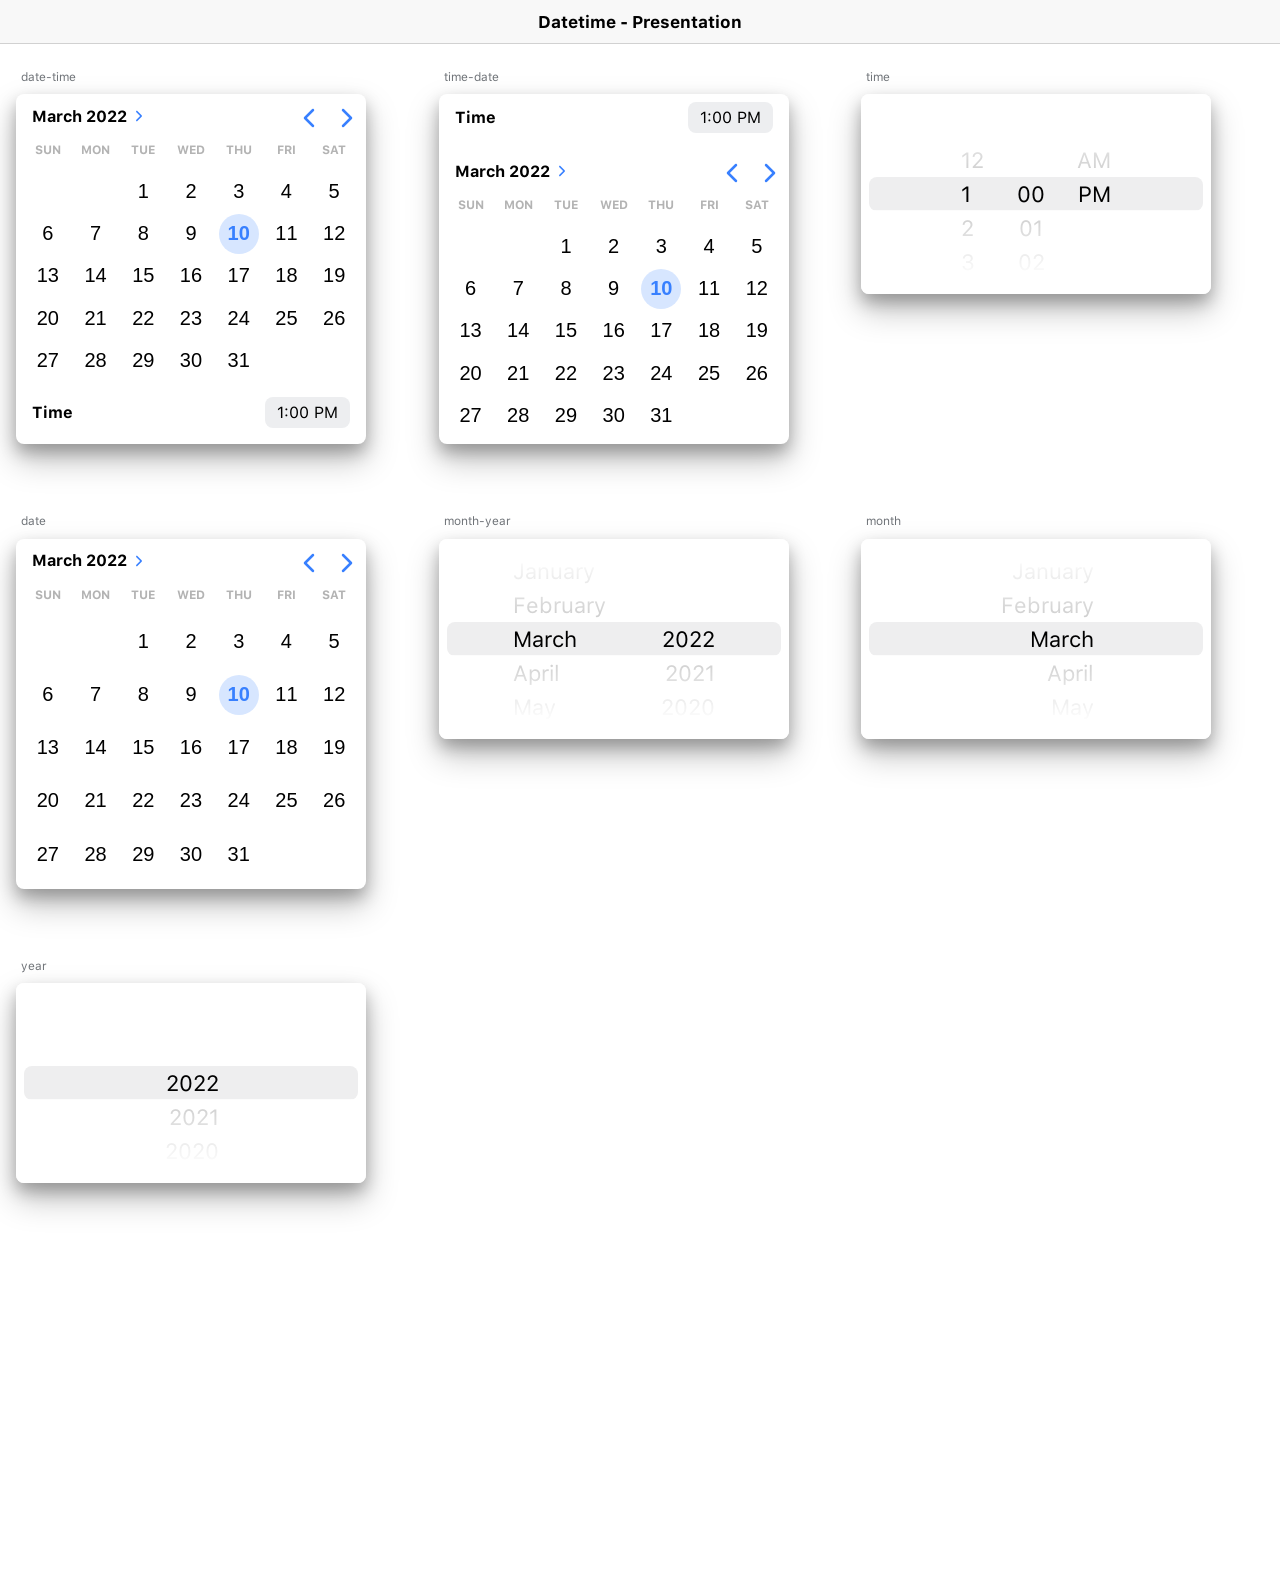 Datetime - Presentation
date-time
March 2022
SUN MON TUE WED THU FRI SAT
1 2 3 4 5
6 7 8 9 10 11 12
13 14 15 16 17 18 19
20 21 22 23 24 25 26
27 28 29 30 31
Time 1:00 PM
time-date
Time 1:00 PM
March 2022
SUN MON TUE WED THU FRI SAT
1 2 3 4 5
6 7 8 9 10 11 12
13 14 15 16 17 18 19
20 21 22 23 24 25 26
27 28 29 30 31
time
12 AM
1 00 PM
2 01
3 02
date
March 2022
SUN MON TUE WED THU FRI SAT
1 2 3 4 5
6 7 8 9 10 11 12
13 14 15 16 17 18 19
20 21 22 23 24 25 26
27 28 29 30 31
month-year
January
February
March 2022
April 2021
May 2020
month
January
February
March
April
May
year
2022
2021
2020